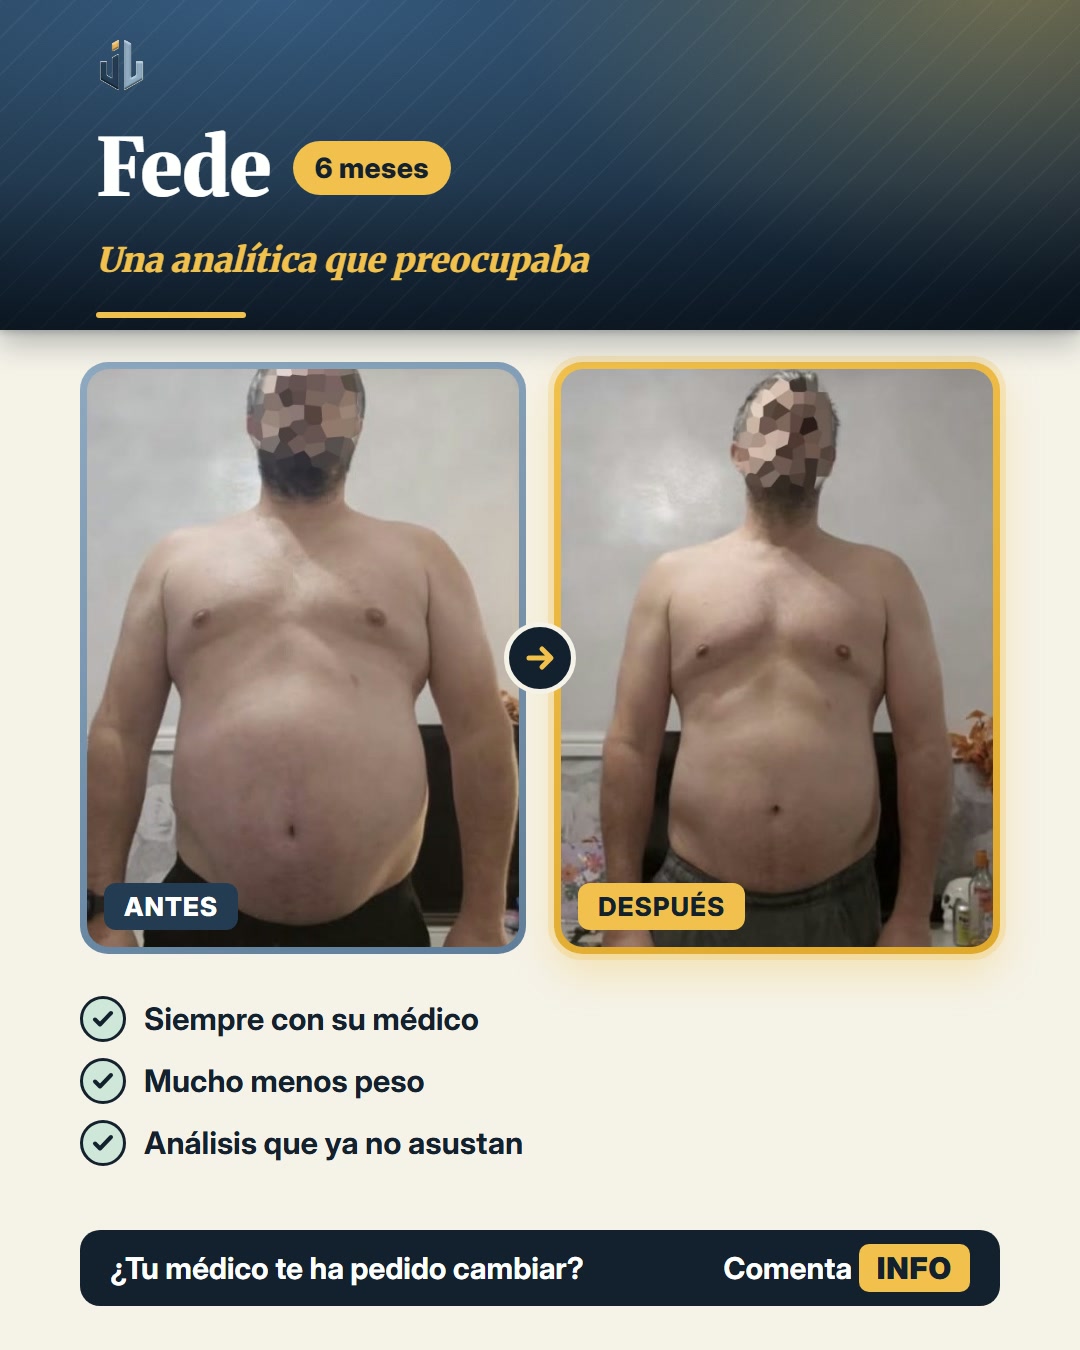 Fede
6 meses
Una analítica que preocupaba
ANTES
DESPUÉS
Siempre con su médico
Mucho menos peso
Análisis que ya no asustan
¿Tu médico te ha pedido cambiar?
Comenta INFO